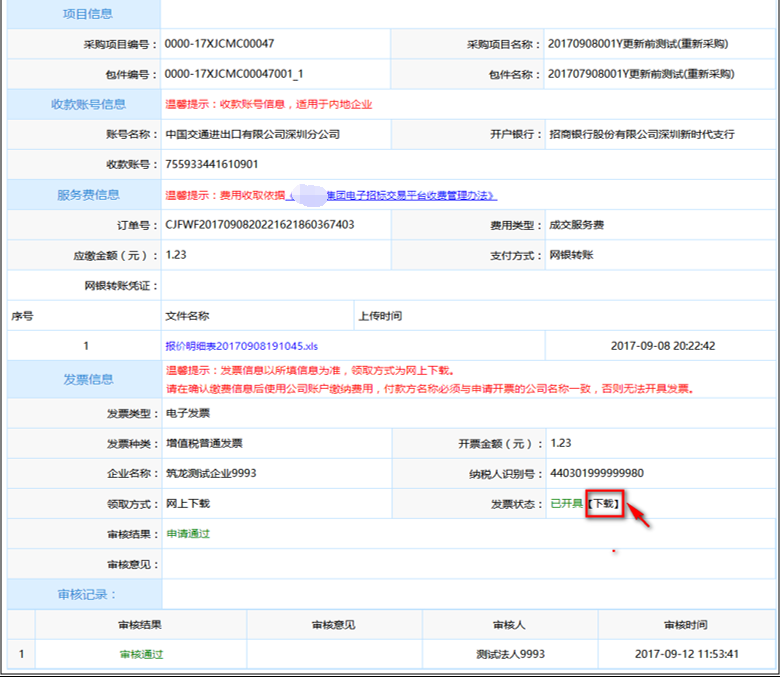 项目信息
采购项目编号： 0000-17XJCMC00047 采购项目名称： 20170908001Y更新前测试(重新采购)
包件编号： 0000-17XJCMC00047001_1 包件名称： 201707908001Y更新前测试(重新采购)
收款账号信息 温馨提示：收款账号信息，适用于内地企业
账号名称： 中国交通进出口有限公司深圳分公司 开户银行： 招商银行股份有限公司深圳新时代支行
收款账号： 755933441610901
服务费信息 温馨提示：费用收取依据《 集团电子招标交易平台收费管理办法》
订单号： CJFWF2017090820221621860367403 费用类型： 成交服务费
应缴金额（元）： 1.23 支付方式： 网银转账
网银转账凭证：
序号 文件名称 上传时间
1 报价明细表20170908191045.xls 2017-09-08 20:22:42
发票信息 温馨提示：发票信息以所填信息为准，领取方式为网上下载。
请在确认缴费信息后使用公司账户缴纳费用，付款方名称必须与申请开票的公司名称一致，否则无法开具发票。
发票类型： 电子发票
发票种类： 增值税普通发票 开票金额（元）： 1.23
企业名称： 筑龙测试企业9993 纳税人识别号： 440301999999980
领取方式： 网上下载 发票状态： 已开具【下载】
审核结果： 申请通过
审核意见：
审核记录：
审核结果 审核意见 审核人 审核时间
1 审核通过 测试法人9993 2017-09-12 11:53:41